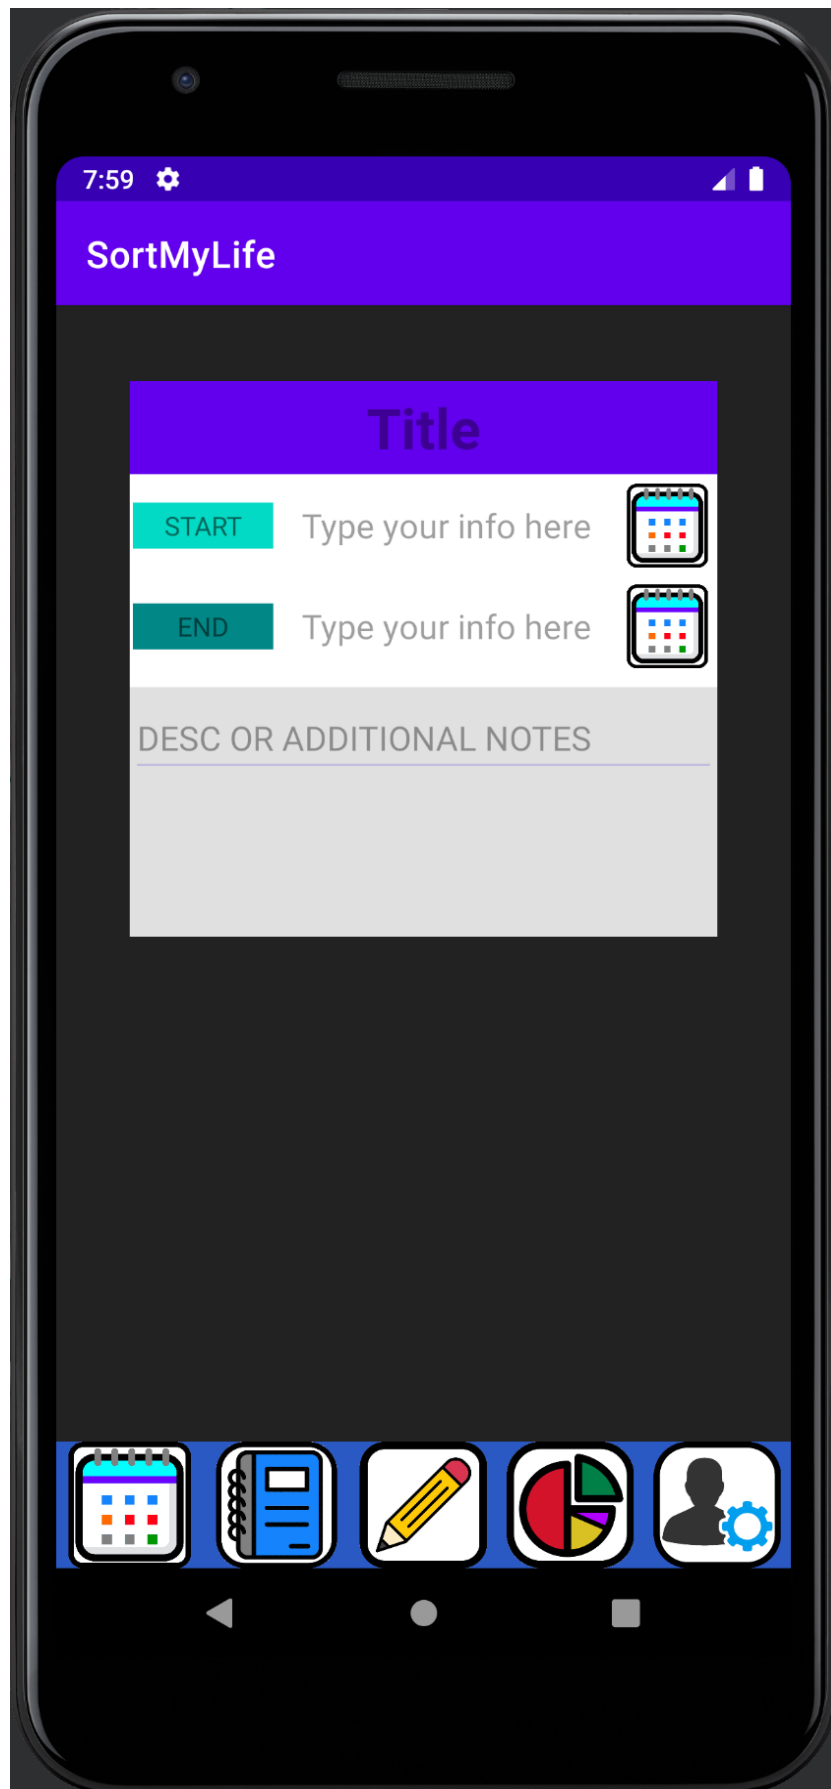 7:59
SortMyLife
Title
START Type your info here
END Type your info here
DESC OR ADDITIONAL NOTES